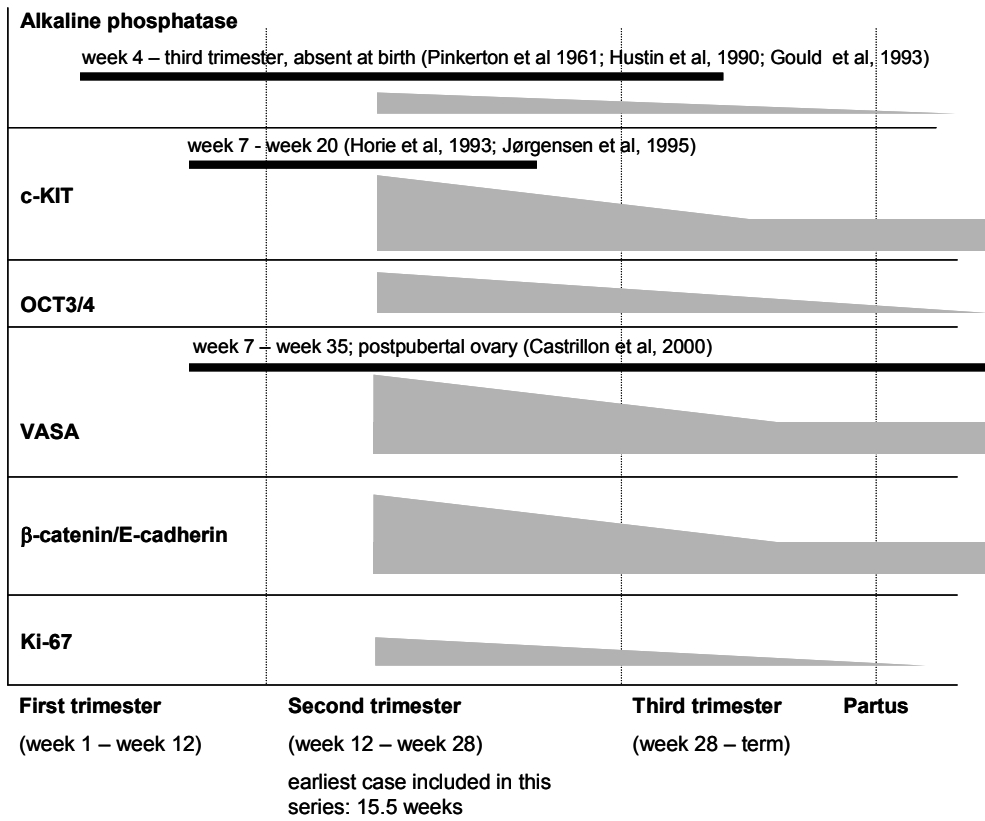 Alkaline phosphatase
week 4 – third trimester, absent at birth (Pinkerton et al 1961; Hustin et al, 1990; Gould et al, 1993)
week 7 - week 20 (Horie et al, 1993; Jørgensen et al, 1995)
c-KIT
OCT3/4
week 7 – week 35; postpubertal ovary (Castrillon et al, 2000)
VASA
β-catenin/E-cadherin
Ki-67
First trimester
(week 1 – week 12)
Second trimester
(week 12 – week 28)
earliest case included in this
series: 15.5 weeks
Third trimester
(week 28 – term)
Partus